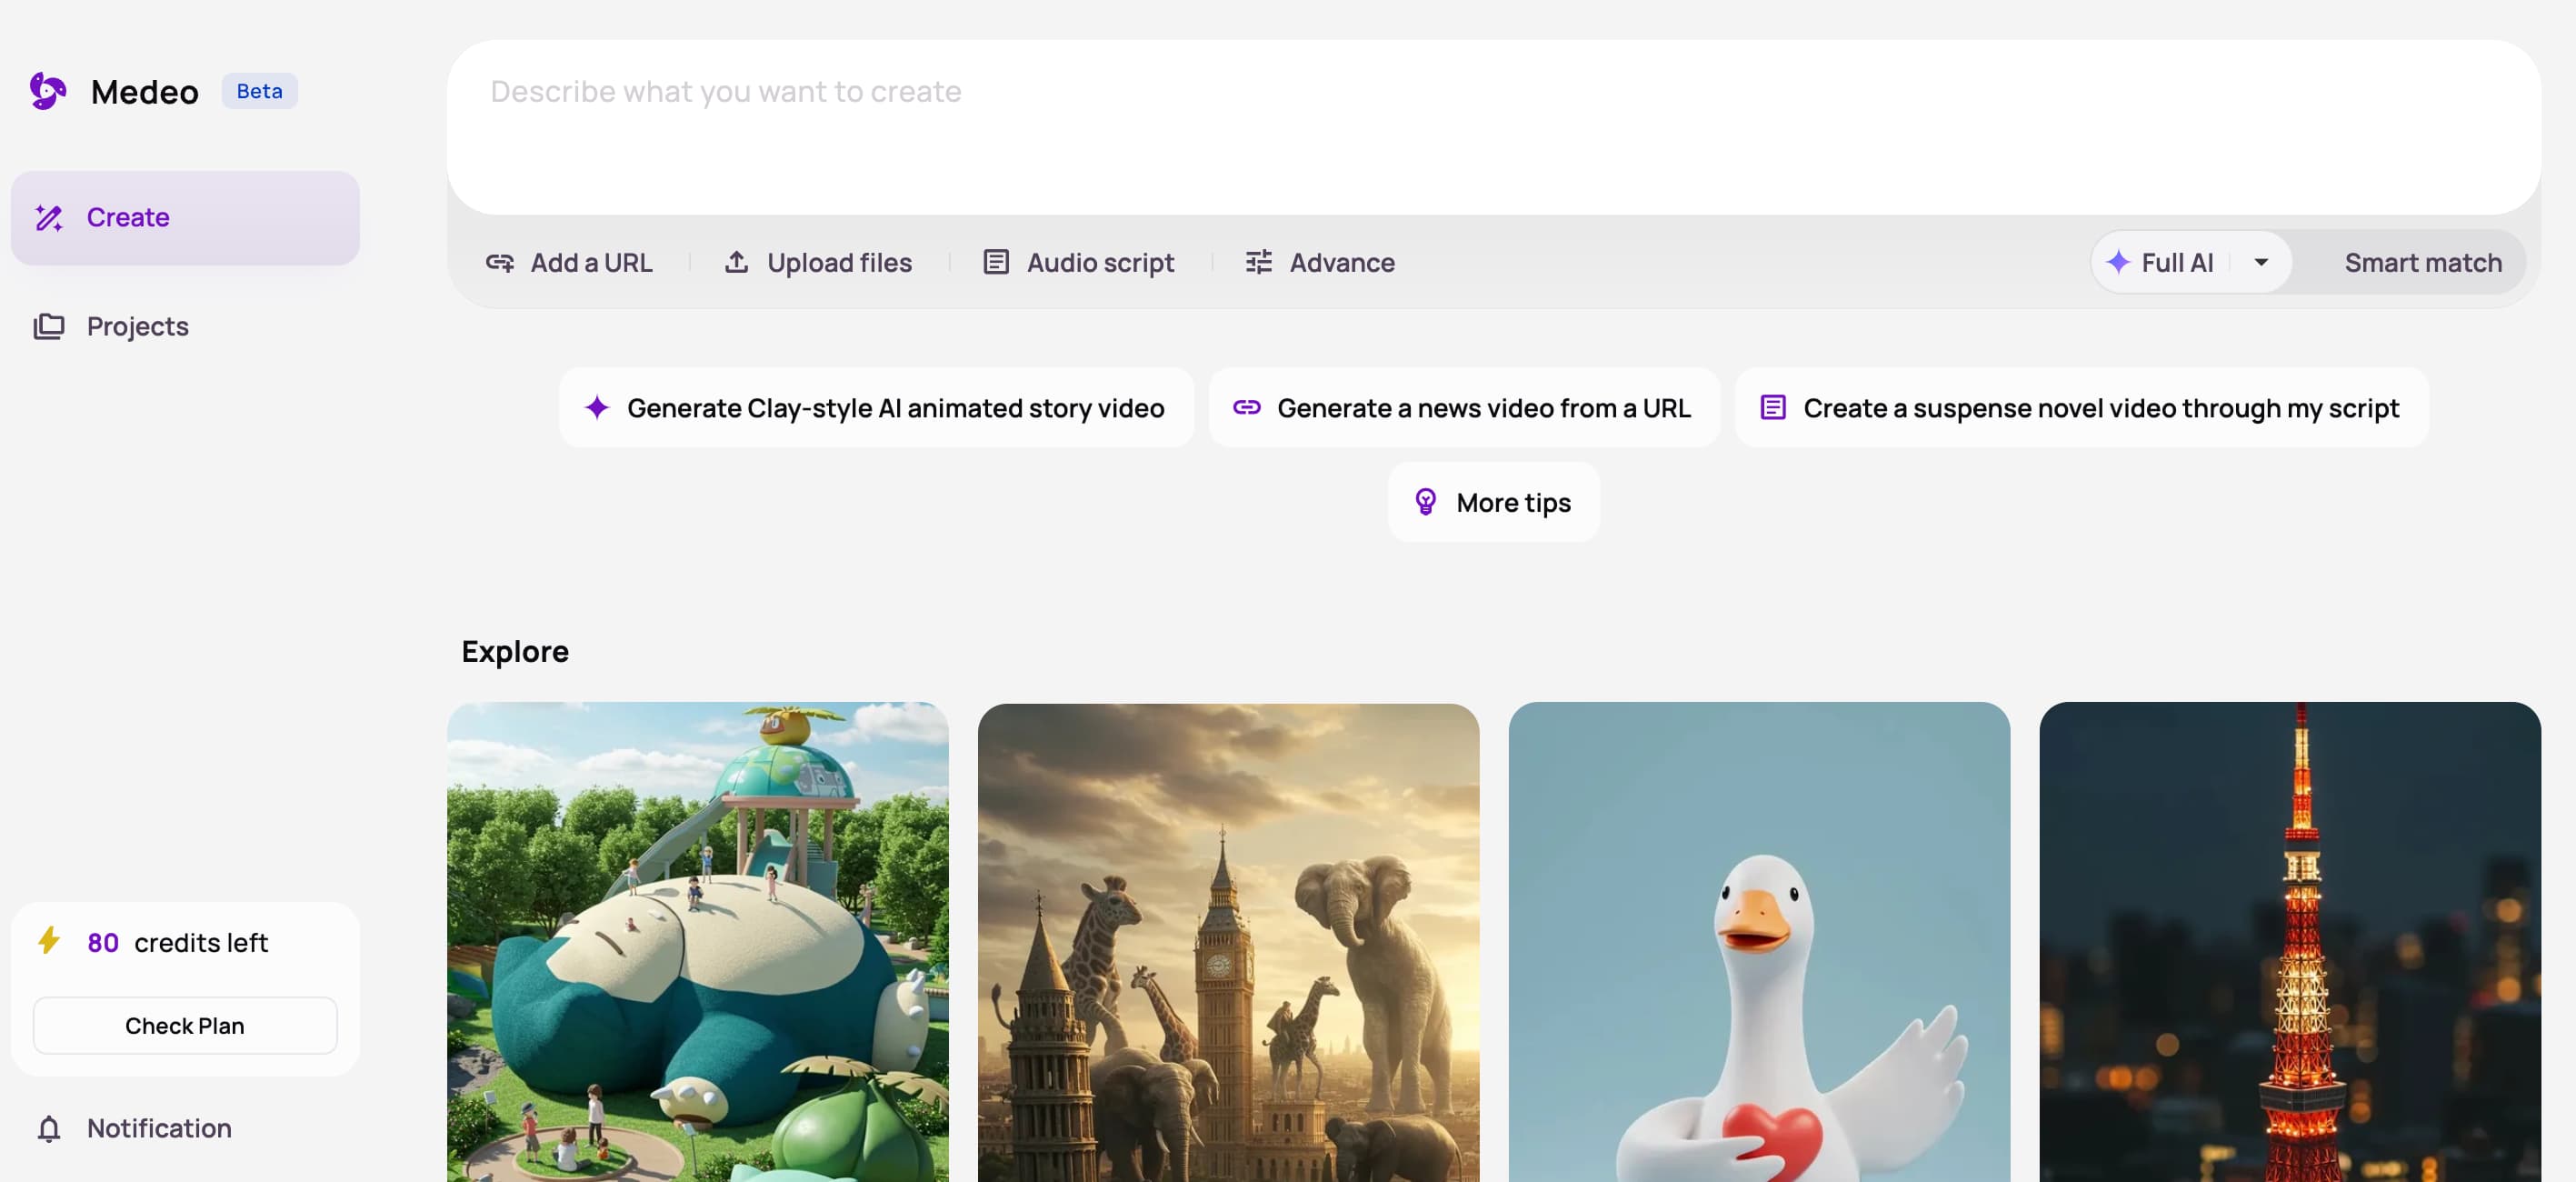 Medeo Beta
Create
Projects
80 credits left
Check Plan
Notification
Describe what you want to create
Add a URL Upload files Audio script Advance Full AI Smart match
Generate Clay-style AI animated story video Generate a news video from a URL Create a suspense novel video through my script
More tips
Explore